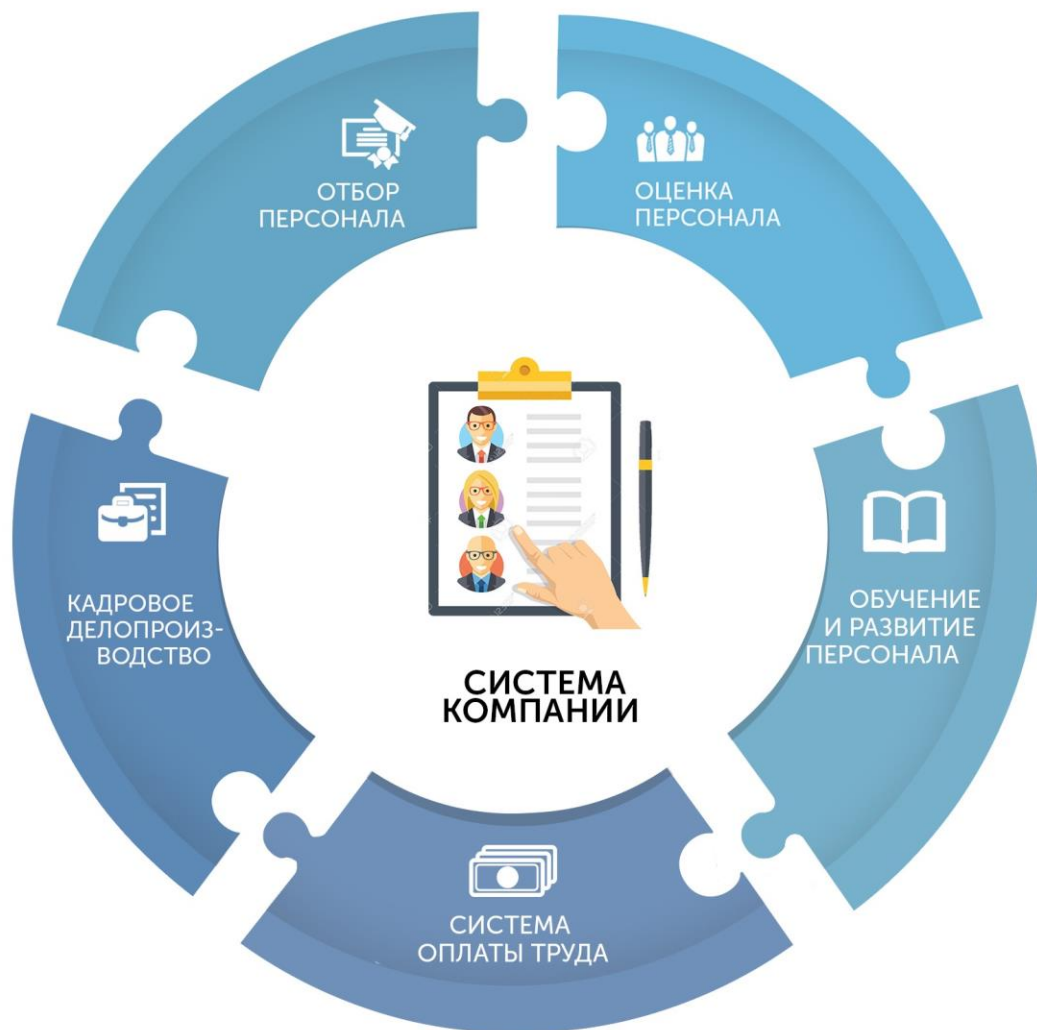 ОТБОР
ПЕРСОНАЛА
ОЦЕНКА
ПЕРСОНАЛА
КАДРОВОЕ
ДЕЛОПРОИЗ-
ВОДСТВО
ОБУЧЕНИЕ
И РАЗВИТИЕ
ПЕРСОНАЛА
СИСТЕМА
КОМПАНИИ
СИСТЕМА
ОПЛАТЫ ТРУДА